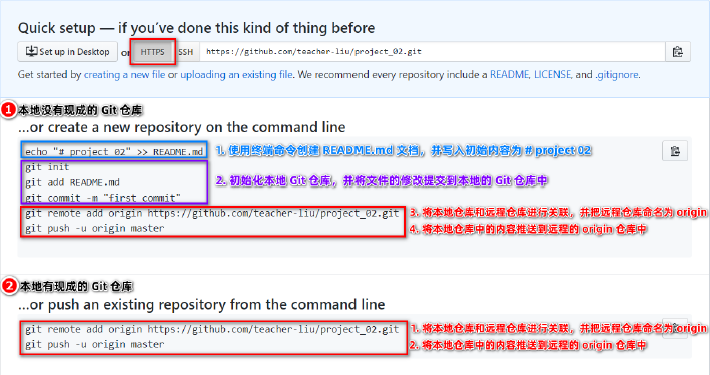 Quick setup — if you've done this kind of thing before
Set up in Desktop or HTTPS SSH https://github.com/teacher-liu/project_02.git
Get started by creating a new file or uploading an existing file. We recommend every repository include a README, LICENSE, and .gitignore.
1 本地没有现成的 Git 仓库
...or create a new repository on the command line
echo "# project_02" >> README.md 1. 使用终端命令创建 README.md 文档，并写入初始内容为 # project 02
git init
git add README.md 2. 初始化本地 Git 仓库，并将文件的修改提交到本地的 Git 仓库中
git commit -m "first commit"
git remote add origin https://github.com/teacher-liu/project_02.git 3. 将本地仓库和远程仓库进行关联，并把远程仓库命名为 origin
git push -u origin master 4. 将本地仓库中的内容推送到远程的 origin 仓库中
2 本地有现成的 Git 仓库
...or push an existing repository from the command line
git remote add origin https://github.com/teacher-liu/project_02.git 1. 将本地仓库和远程仓库进行关联，并把远程仓库命名为 origin
git push -u origin master 2. 将本地仓库中的内容推送到远程的 origin 仓库中